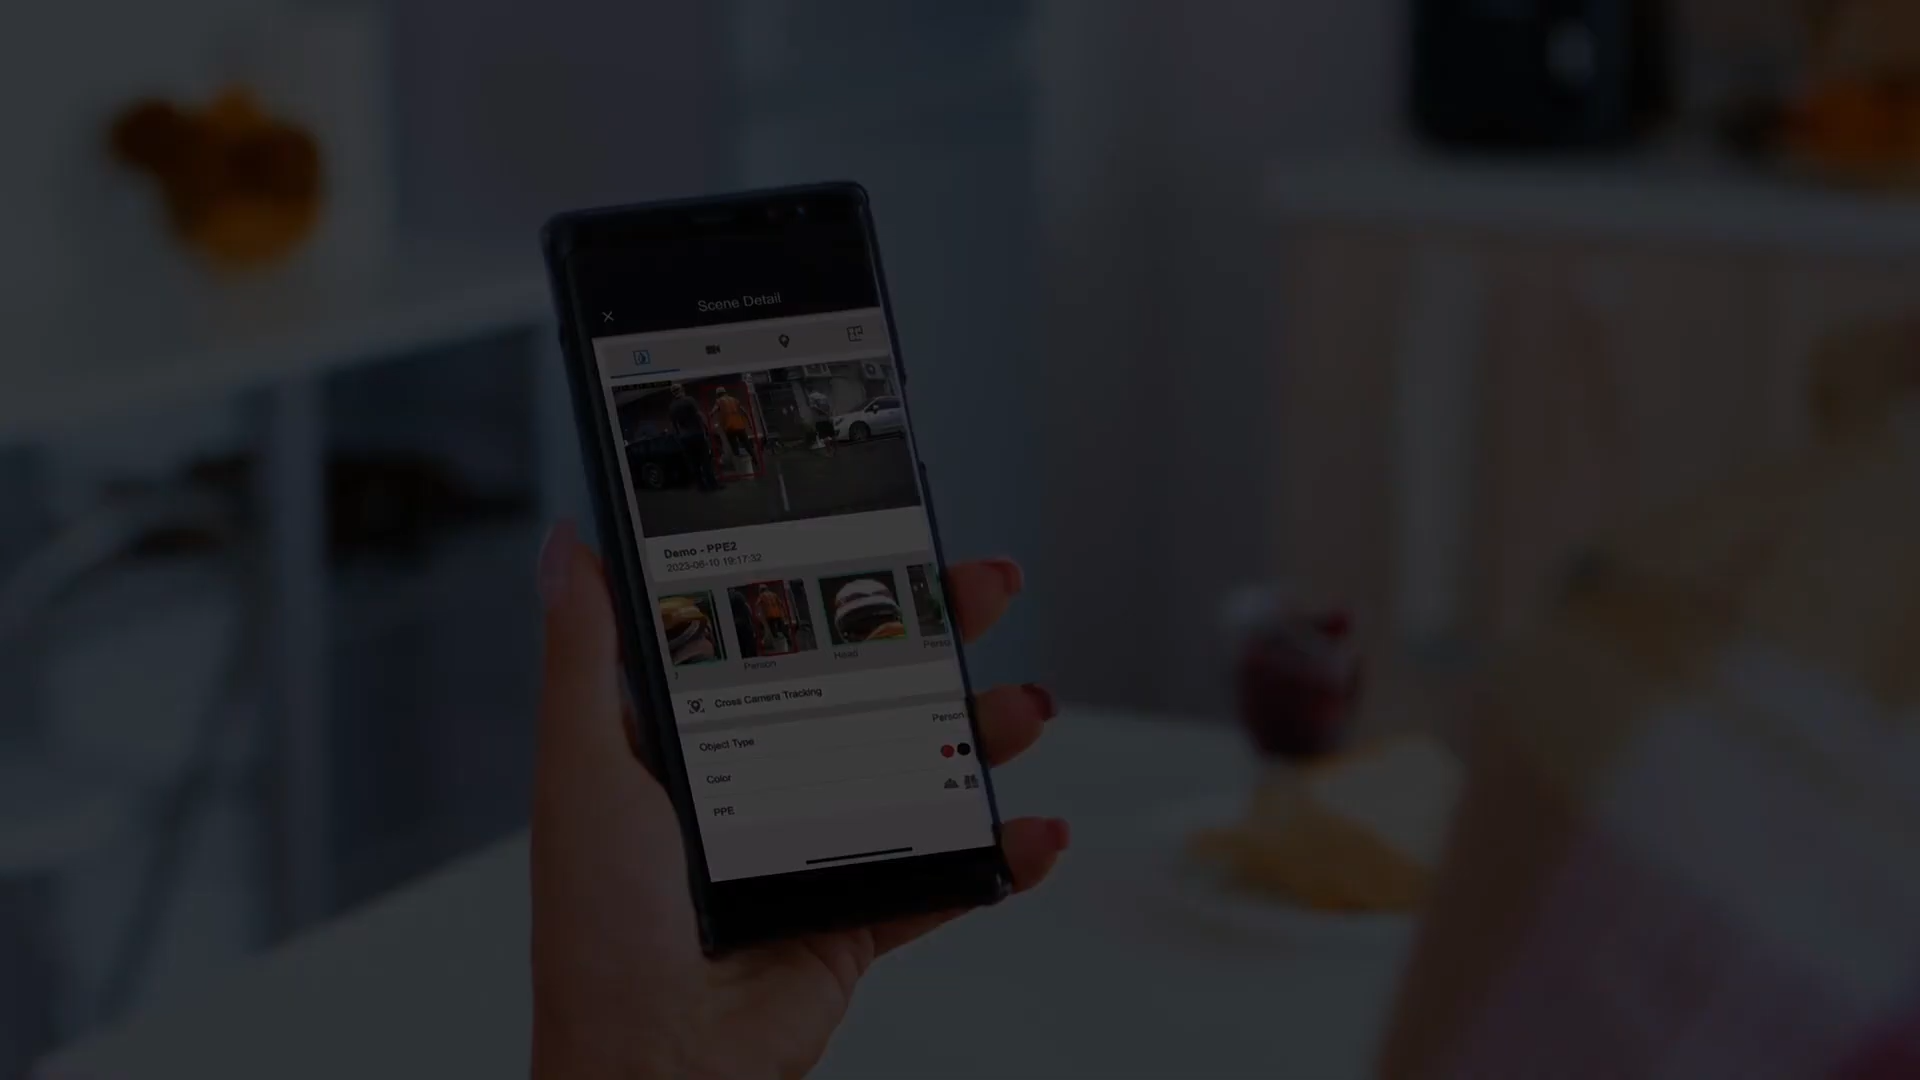 Scene Detail
Demo - PPE2
2023-06-10 19:17:32
Person
Head
Perso
Cross Camera Tracking
Object Type
Person
Color
PPE